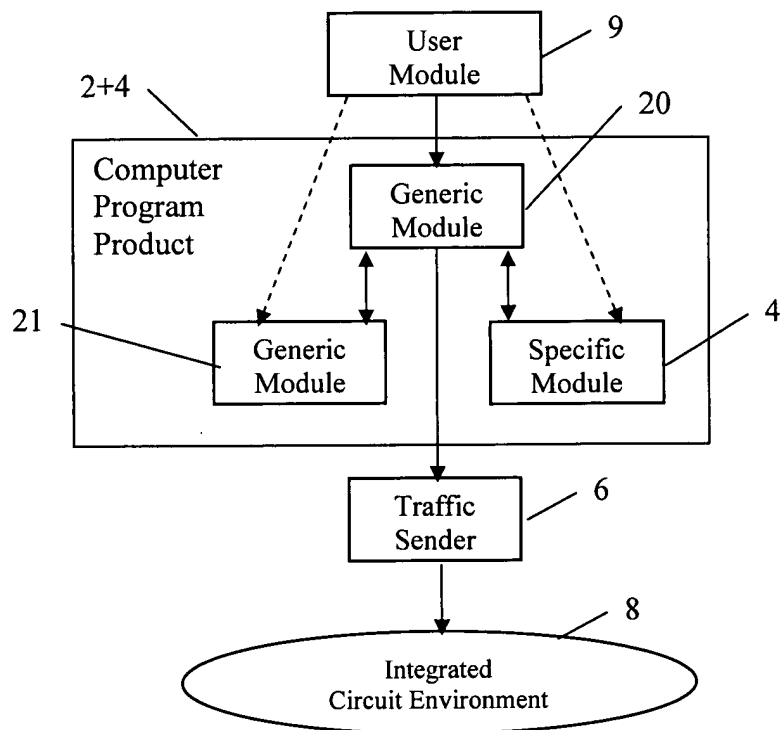 User
Module
9
2+4
20
Computer
Program
Product
Generic
Module
21
Generic
Module
Specific
Module
4
Traffic
Sender
6
8
Integrated
Circuit Environment